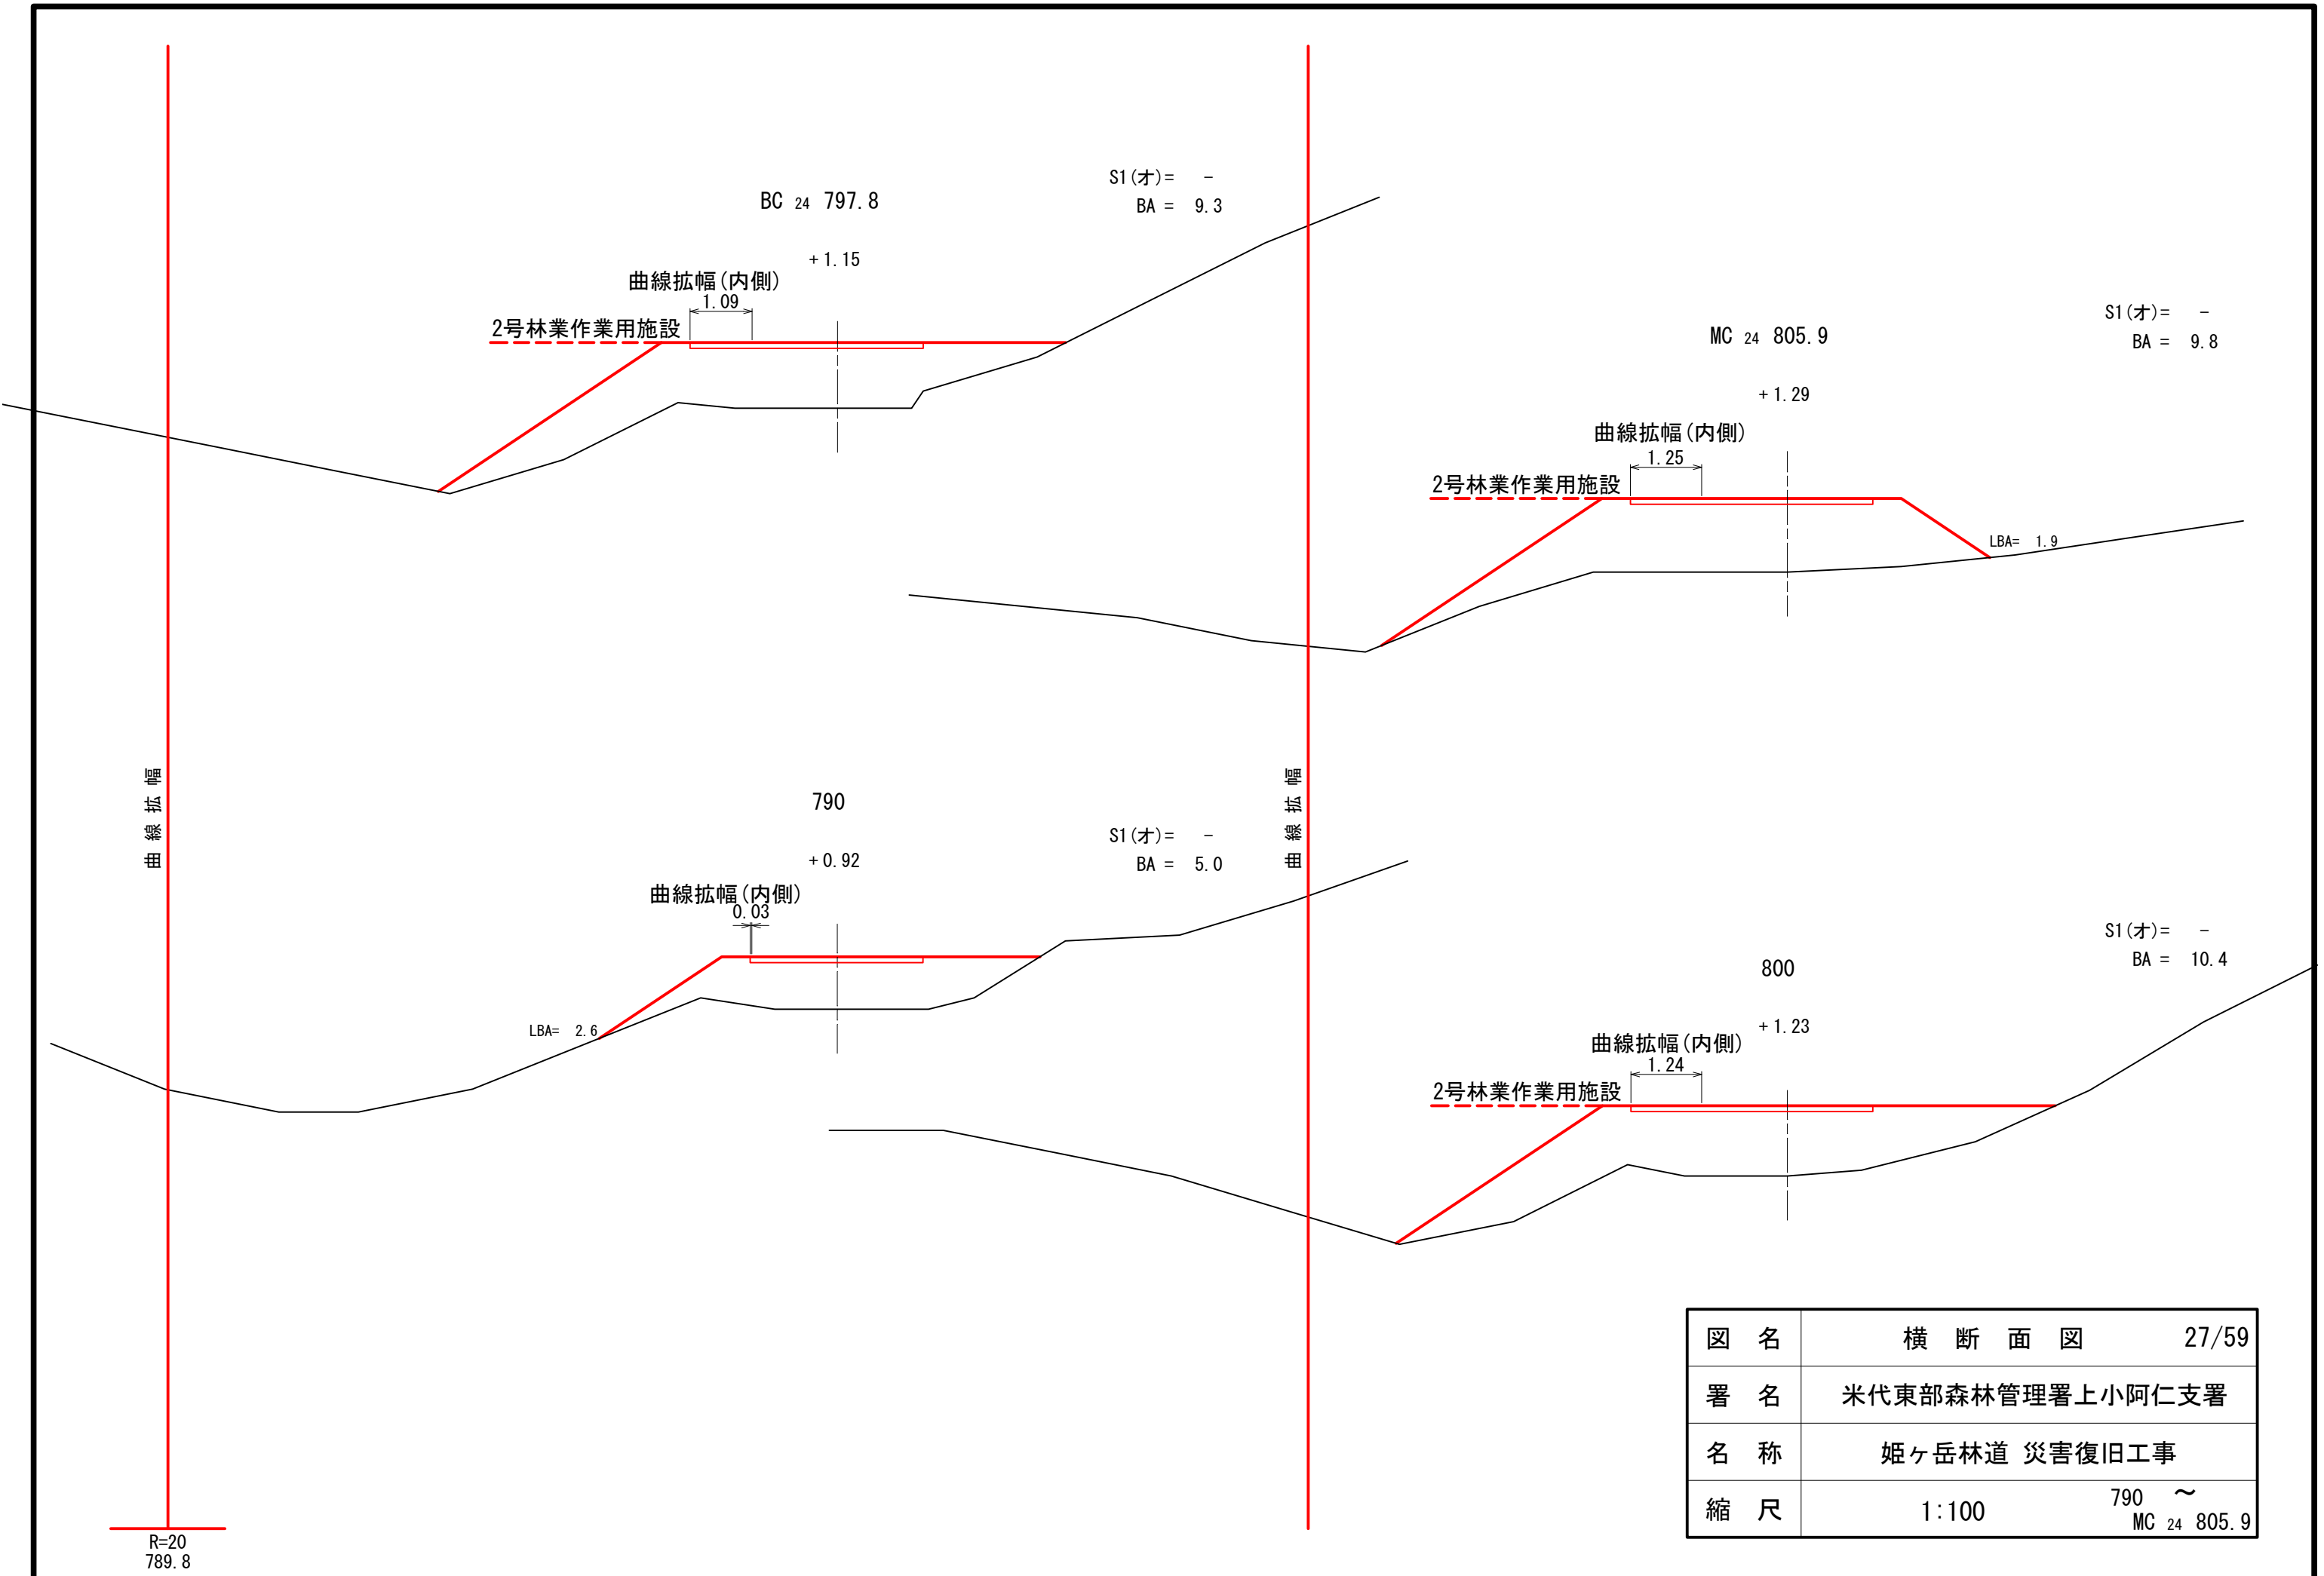 BC 24 797.8
S1(オ)= -
BA = 9.3
+1.15
曲線拡幅(内側)
1.09
2号林業作業用施設
MC 24 805.9
S1(オ)= -
BA = 9.8
+1.29
曲線拡幅(内側)
1.25
2号林業作業用施設
LBA= 1.9
曲線拡幅
曲線拡幅
790
S1(オ)= -
BA = 5.0
+0.92
曲線拡幅(内側)
0.03
LBA= 2.6
800
S1(オ)= -
BA = 10.4
+1.23
曲線拡幅(内側)
1.24
2号林業作業用施設
R=20
789.8
図 名 横 断 面 図 27/59
署 名 米代東部森林管理署上小阿仁支署
名 称 姫ヶ岳林道 災害復旧工事
縮 尺 1:100 790 ~
MC 24 805.9